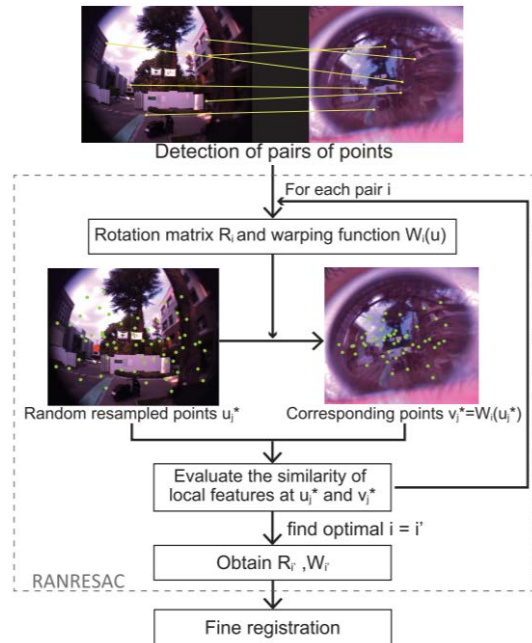 Detection of pairs of points
For each pair i
Rotation matrix Rᵢ and warping function Wᵢ(u)
Random resampled points uⱼ*
Corresponding points vⱼ*=Wᵢ(uⱼ*)
Evaluate the similarity of
local features at uⱼ* and vⱼ*
find optimal i = i'
Obtain Rᵢ' ,Wᵢ'
RANRESAC
Fine registration